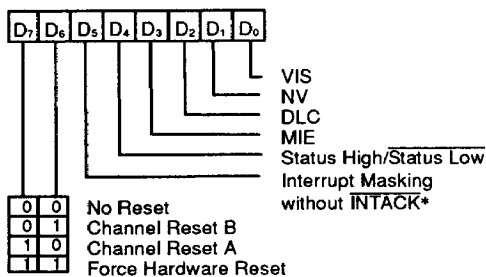 D₇ D₆ D₅ D₄ D₃ D₂ D₁ D₀
VIS
NV
DLC
MIE
Status High/Status Low
Interrupt Masking
without INTACK*
0 0 No Reset
0 1 Channel Reset B
1 0 Channel Reset A
1 1 Force Hardware Reset